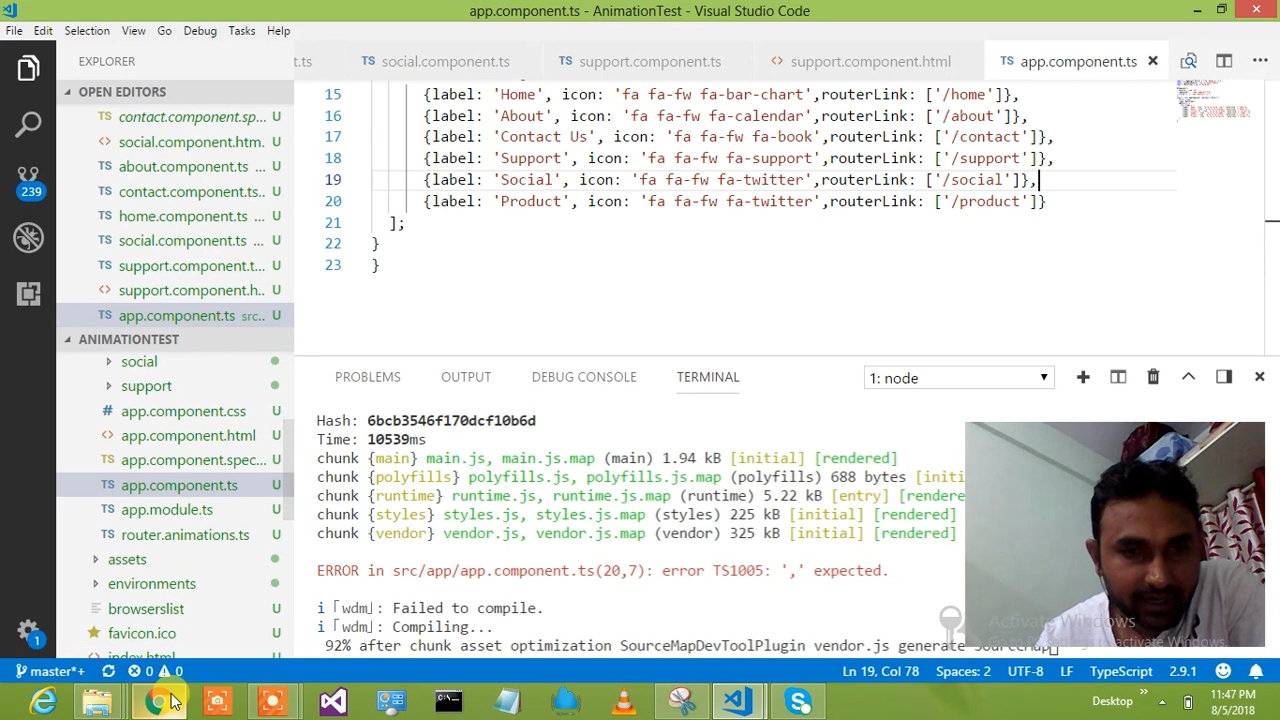 app.component.ts - AnimationTest - Visual Studio Code
File Edit Selection View Go Debug Tasks Help
EXPLORER
OPEN EDITORS
contact.component.sp...
social.component.htm... U
about.component.ts U
contact.component.ts... U
home.component.ts U
social.component.ts ... U
support.component.t... U
support.component.h.. U
app.component.ts src... U
ANIMATIONTEST
social
support
app.component.css U
app.component.html U
app.component.spec... U
app.component.ts U
app.module.ts U
router.animations.ts U
assets
environments
browserslist U
favicon.ico U
index.html
239
1
.ts TS social.component.ts TS support.component.ts <> support.component.html TS app.component.ts
15 {label: 'Home', icon: 'fa fa-fw fa-bar-chart',routerLink: ['/home']},
16 {label: 'About', icon: 'fa fa-fw fa-calendar',routerLink: ['/about']},
17 {label: 'Contact Us', icon: 'fa fa-fw fa-book',routerLink: ['/contact']},
18 {label: 'Support', icon: 'fa fa-fw fa-support',routerLink: ['/support']},
19 {label: 'Social', icon: 'fa fa-fw fa-twitter',routerLink: ['/social']},
20 {label: 'Product', icon: 'fa fa-fw fa-twitter',routerLink: ['/product']}
21 ];
22 }
23 }
PROBLEMS OUTPUT DEBUG CONSOLE TERMINAL 1: node
Hash: 6bcb3546f170dcf10b6d
Time: 10539ms
chunk {main} main.js, main.js.map (main) 1.94 kB [initial] [rendered]
chunk {polyfills} polyfills.js, polyfills.js.map (polyfills) 688 bytes [initi
chunk {runtime} runtime.js, runtime.js.map (runtime) 5.22 kB [entry] [rendere
chunk {styles} styles.js, styles.js.map (styles) 225 kB [initial] [rendered]
chunk {vendor} vendor.js, vendor.js.map (vendor) 325 kB [initial] [rendered]
ERROR in src/app/app.component.ts(20,7): error TS1005: ',' expected.
i ｢wdm｣: Failed to compile.
i ｢wdm｣: Compiling...
92% after chunk asset optimization SourceMapDevToolPlugin vendor.js generate SourceMap
Activate Windows
master*+ 0 0 Ln 19, Col 78 Spaces: 2 UTF-8 LF TypeScript 2.9.1
Desktop
11:47 PM
8/5/2018